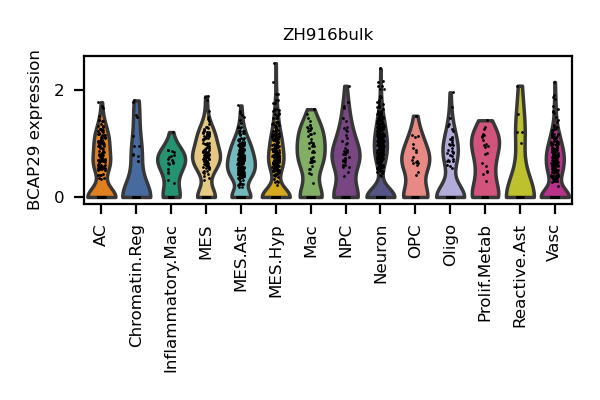 ZH916bulk
BCAP29 expression
2
0
AC
Chromatin.Reg
Inflammatory.Mac
MES
MES.Ast
MES.Hyp
Mac
NPC
Neuron
OPC
Oligo
Prolif.Metab
Reactive.Ast
Vasc